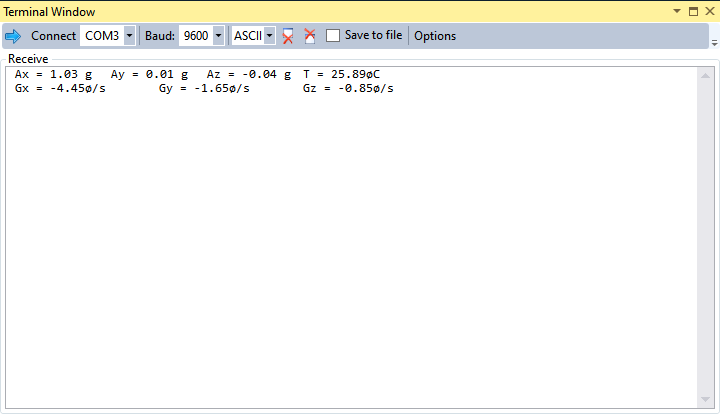 Terminal Window
Connect COM3 Baud: 9600 ASCII Save to file Options
Receive
Ax = 1.03 g Ay = 0.01 g Az = -0.04 g T = 25.89øC
Gx = -4.45ø/s Gy = -1.65ø/s Gz = -0.85ø/s